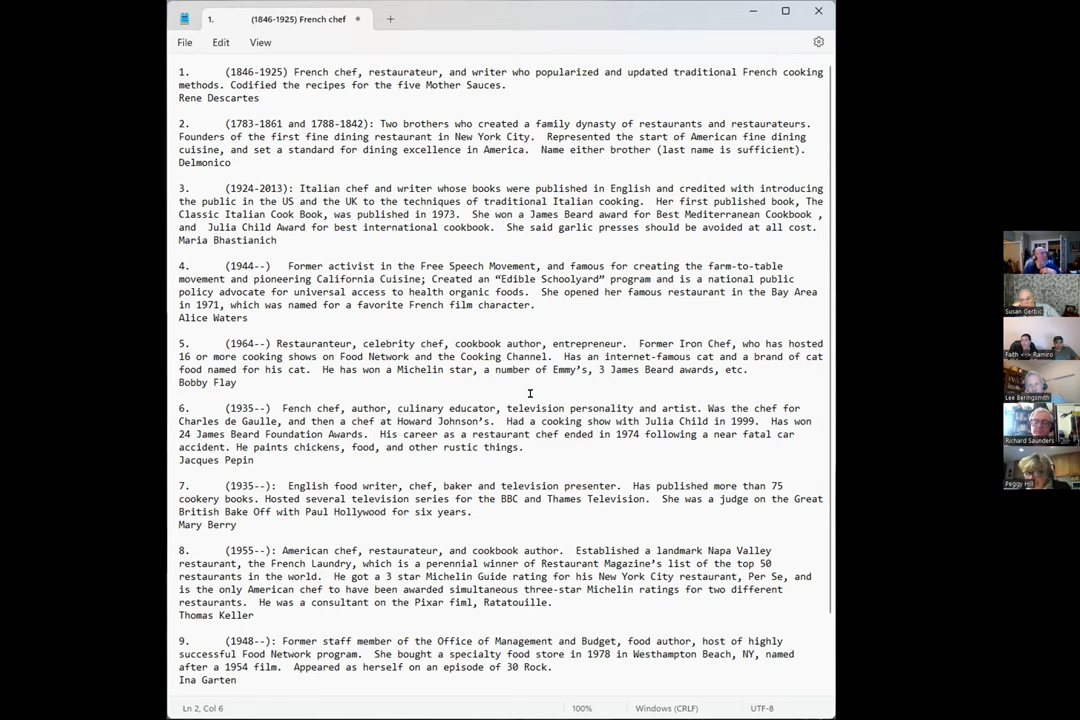 1.      (1846-1925) French chef
File Edit View
1.      (1846-1925) French chef, restaurateur, and writer who popularized and updated traditional French cooking
methods. Codified the recipes for the five Mother Sauces.
Rene Descartes
2.      (1783-1861 and 1788-1842): Two brothers who created a family dynasty of restaurants and restaurateurs.
Founders of the first fine dining restaurant in New York City.  Represented the start of American fine dining
cuisine, and set a standard for dining excellence in America.  Name either brother (last name is sufficient).
Delmonico
3.      (1924-2013): Italian chef and writer whose books were published in English and credited with introducing
the public in the US and the UK to the techniques of traditional Italian cooking.  Her first published book, The
Classic Italian Cook Book, was published in 1973.  She won a James Beard award for Best Mediterranean Cookbook ,
and  Julia Child Award for best international cookbook.  She said garlic presses should be avoided at all cost.
Maria Bhastianich
4.      (1944--)   Former activist in the Free Speech Movement, and famous for creating the farm-to-table
movement and pioneering California Cuisine; Created an “Edible Schoolyard” program and is a national public
policy advocate for universal access to health organic foods.  She opened her famous restaurant in the Bay Area
in 1971, which was named for a favorite French film character.
Alice Waters
5.      (1964--) Restauranteur, celebrity chef, cookbook author, entrepreneur.  Former Iron Chef, who has hosted
16 or more cooking shows on Food Network and the Cooking Channel.  Has an internet-famous cat and a brand of cat
food named for his cat.  He has won a Michelin star, a number of Emmy’s, 3 James Beard awards, etc.
Bobby Flay
6.      (1935--)  Fench chef, author, culinary educator, television personality and artist. Was the chef for
Charles de Gaulle, and then a chef at Howard Johnson’s.  Had a cooking show with Julia Child in 1999.  Has won
24 James Beard Foundation Awards.  His career as a restaurant chef ended in 1974 following a near fatal car
accident. He paints chickens, food, and other rustic things.
Jacques Pepin
7.      (1935--):  English food writer, chef, baker and television presenter.  Has published more than 75
cookery books. Hosted several television series for the BBC and Thames Television.  She was a judge on the Great
British Bake Off with Paul Hollywood for six years.
Mary Berry
8.      (1955--): American chef, restaurateur, and cookbook author.  Established a landmark Napa Valley
restaurant, the French Laundry, which is a perennial winner of Restaurant Magazine’s list of the top 50
restaurants in the world.  He got a 3 star Michelin Guide rating for his New York City restaurant, Per Se, and
is the only American chef to have been awarded simultaneous three-star Michelin ratings for two different
restaurants.  He was a consultant on the Pixar fiml, Ratatouille.
Thomas Keller
9.      (1948--): Former staff member of the Office of Management and Budget, food author, host of highly
successful Food Network program.  She bought a specialty food store in 1978 in Westhampton Beach, NY, named
after a 1954 film.  Appeared as herself on an episode of 30 Rock.
Ina Garten
Ln 2, Col 6
100%
Windows (CRLF)
UTF-8
Susan Gerbic
Faith <-> Ramiro
Lee Beringsmith
Richard Saunders
Peggy Hill